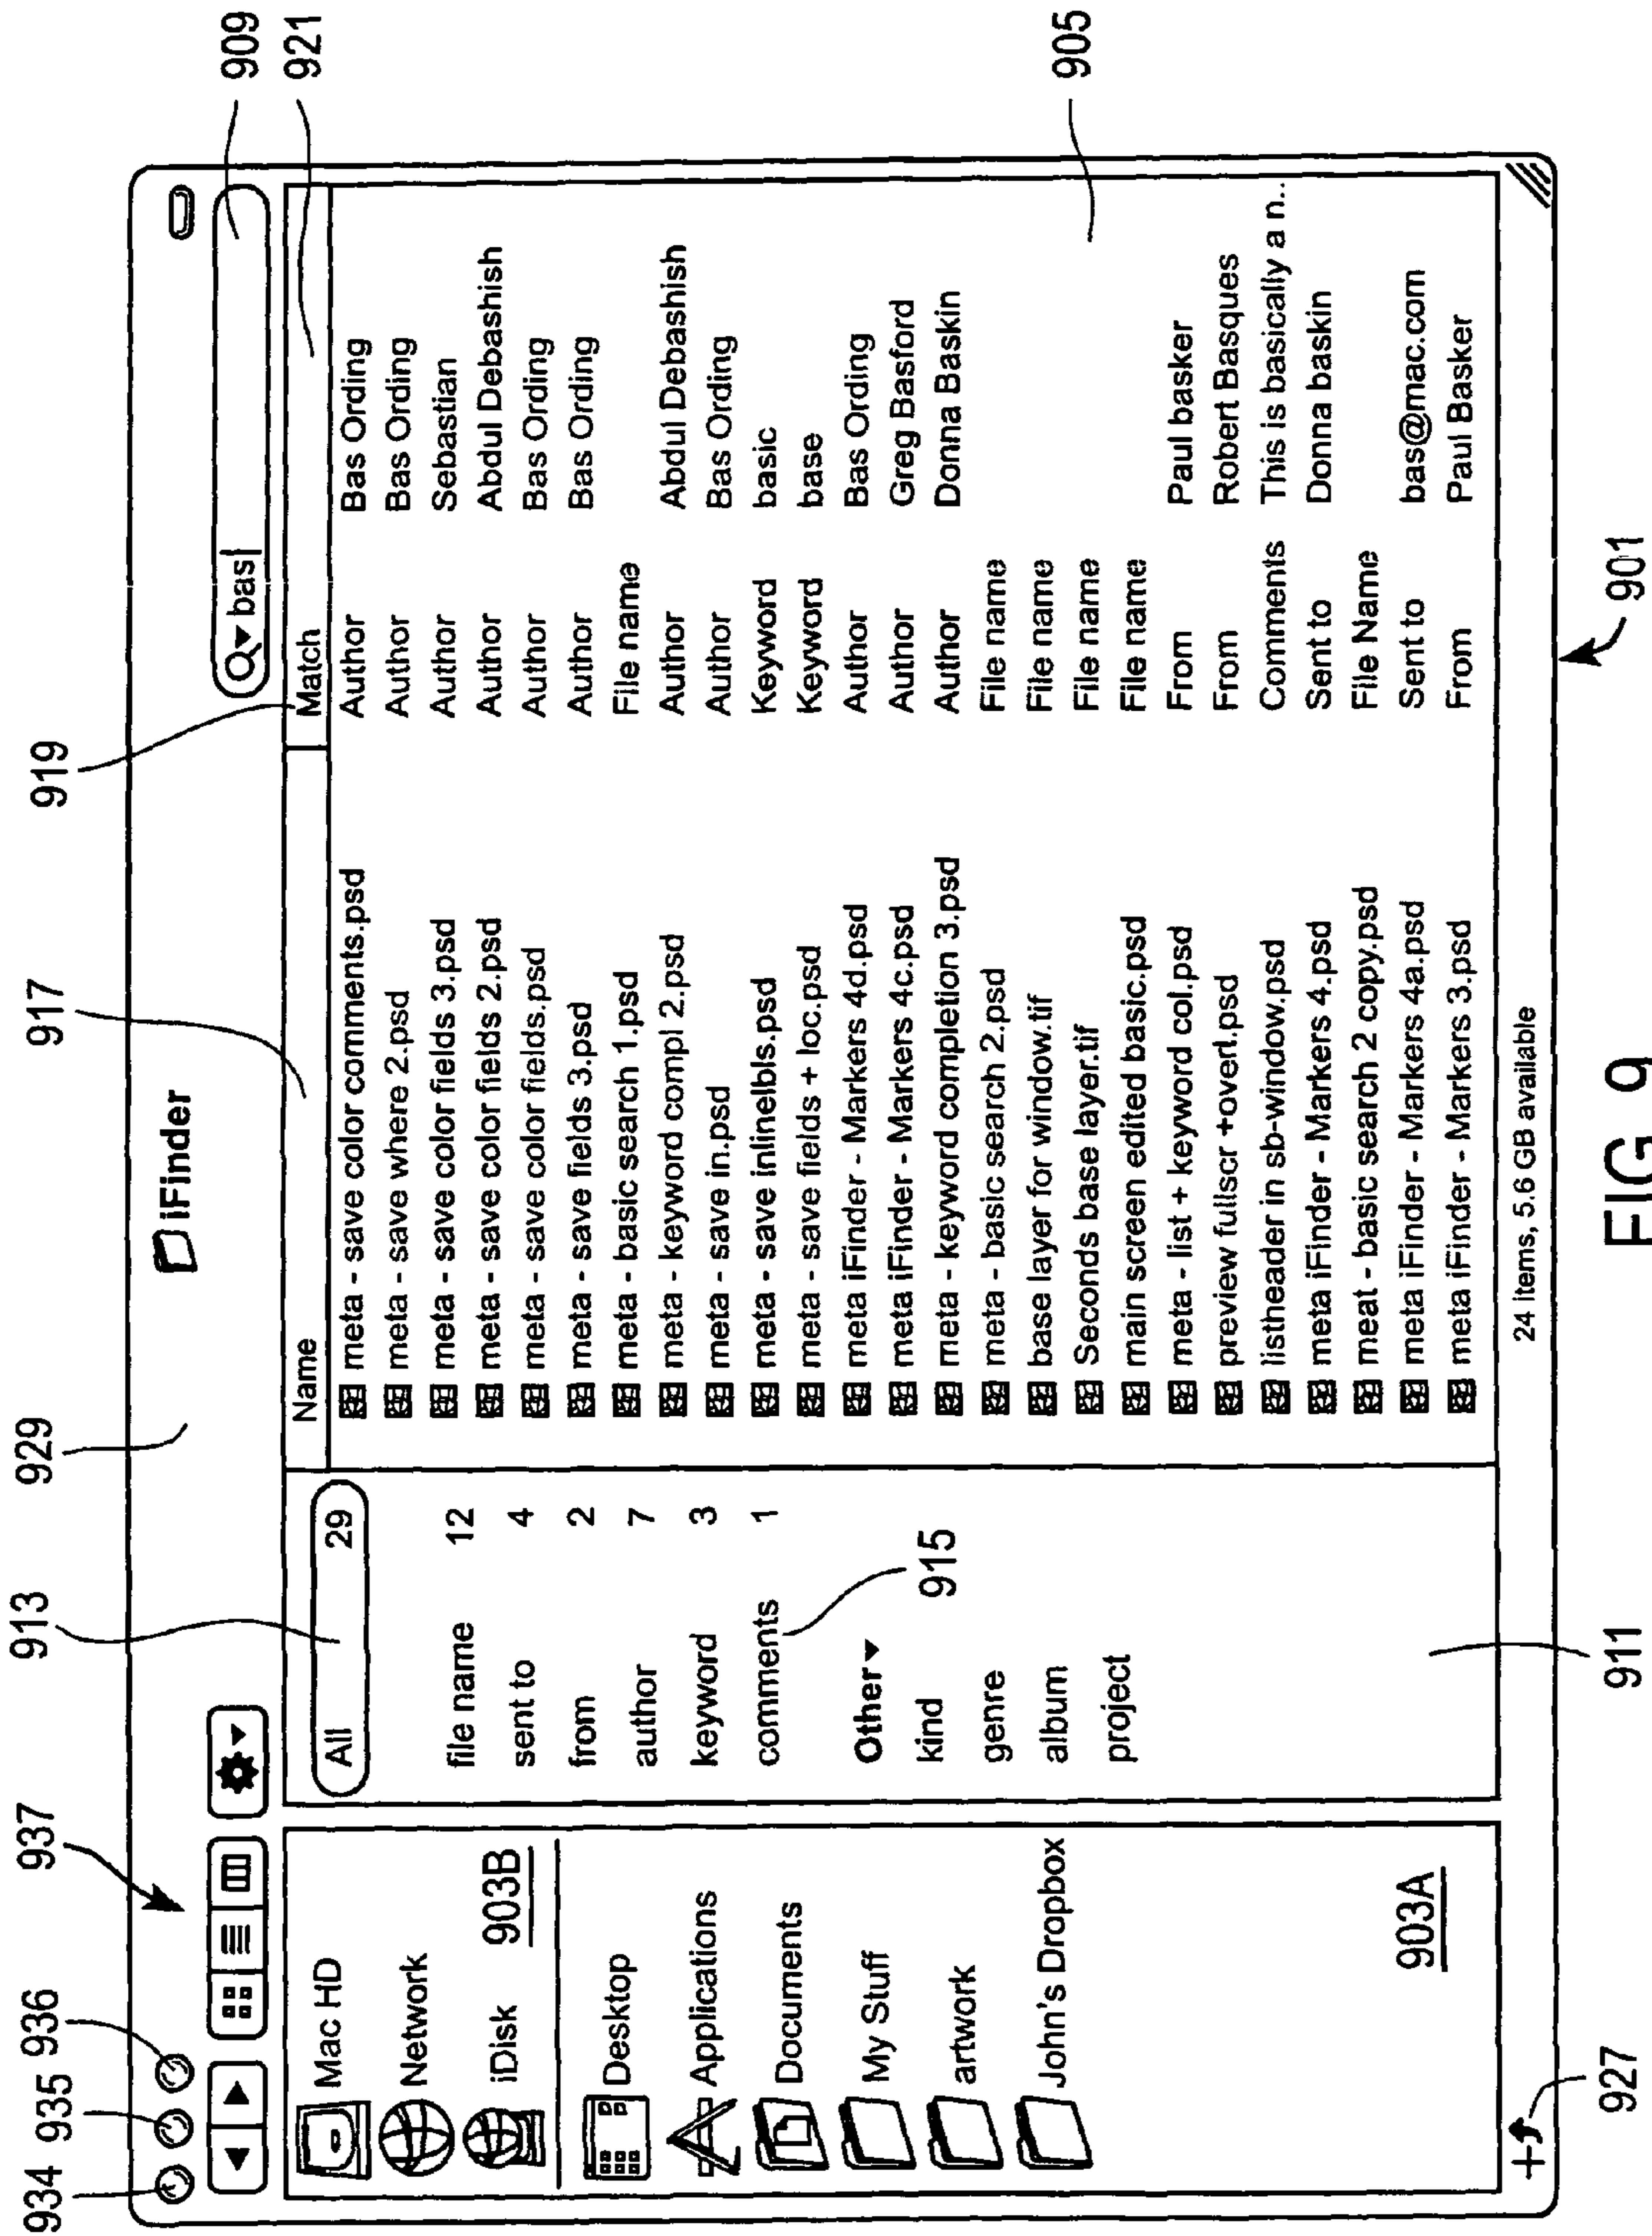 934 935 936 937 913 929 917 919 909
921
iFinder
bas
Mac HD
Network
iDisk
903B
Desktop
Applications
Documents
My Stuff
artwork
John's Dropbox
903A
All 29
file name 12
sent to 4
from 2
author 7
keyword 3
comments 1
915
Other
kind
genre
album
project
Name Match
meta - save color comments.psd Author Bas Ording
meta - save where 2.psd Author Bas Ording
meta - save color fields 3.psd Author Sebastian
meta - save color fields 2.psd Author Abdul Debashish
meta - save color fields.psd Author Bas Ording
meta - save fields 3.psd Author Bas Ording
meta - basic search 1.psd File name
meta - keyword compl 2.psd Author Abdul Debashish
meta - save in.psd Author Bas Ording
meta - save inlinelbls.psd Keyword basic
meta - save fields + loc.psd Keyword base
meta iFinder - Markers 4d.psd Author Bas Ording
meta iFinder - Markers 4c.psd Author Greg Basford
meta - keyword completion 3.psd Author Donna Baskin
meta - basic search 2.psd File name
base layer for window.tif File name
Seconds base layer.tif File name
main screen edited basic.psd File name
meta - list + keyword col.psd From Paul basker
preview fullscr +overl.psd From Robert Basques
listheader in sb-window.psd Comments This is basically a n..
meta iFinder - Markers 4.psd Sent to Donna baskin
meat - basic search 2 copy.psd File Name
meta iFinder - Markers 4a.psd Sent to bas@mac.com
meta iFinder - Markers 3.psd From Paul Basker
905
24 items, 5.6 GB available
927 911 901
FIG 9